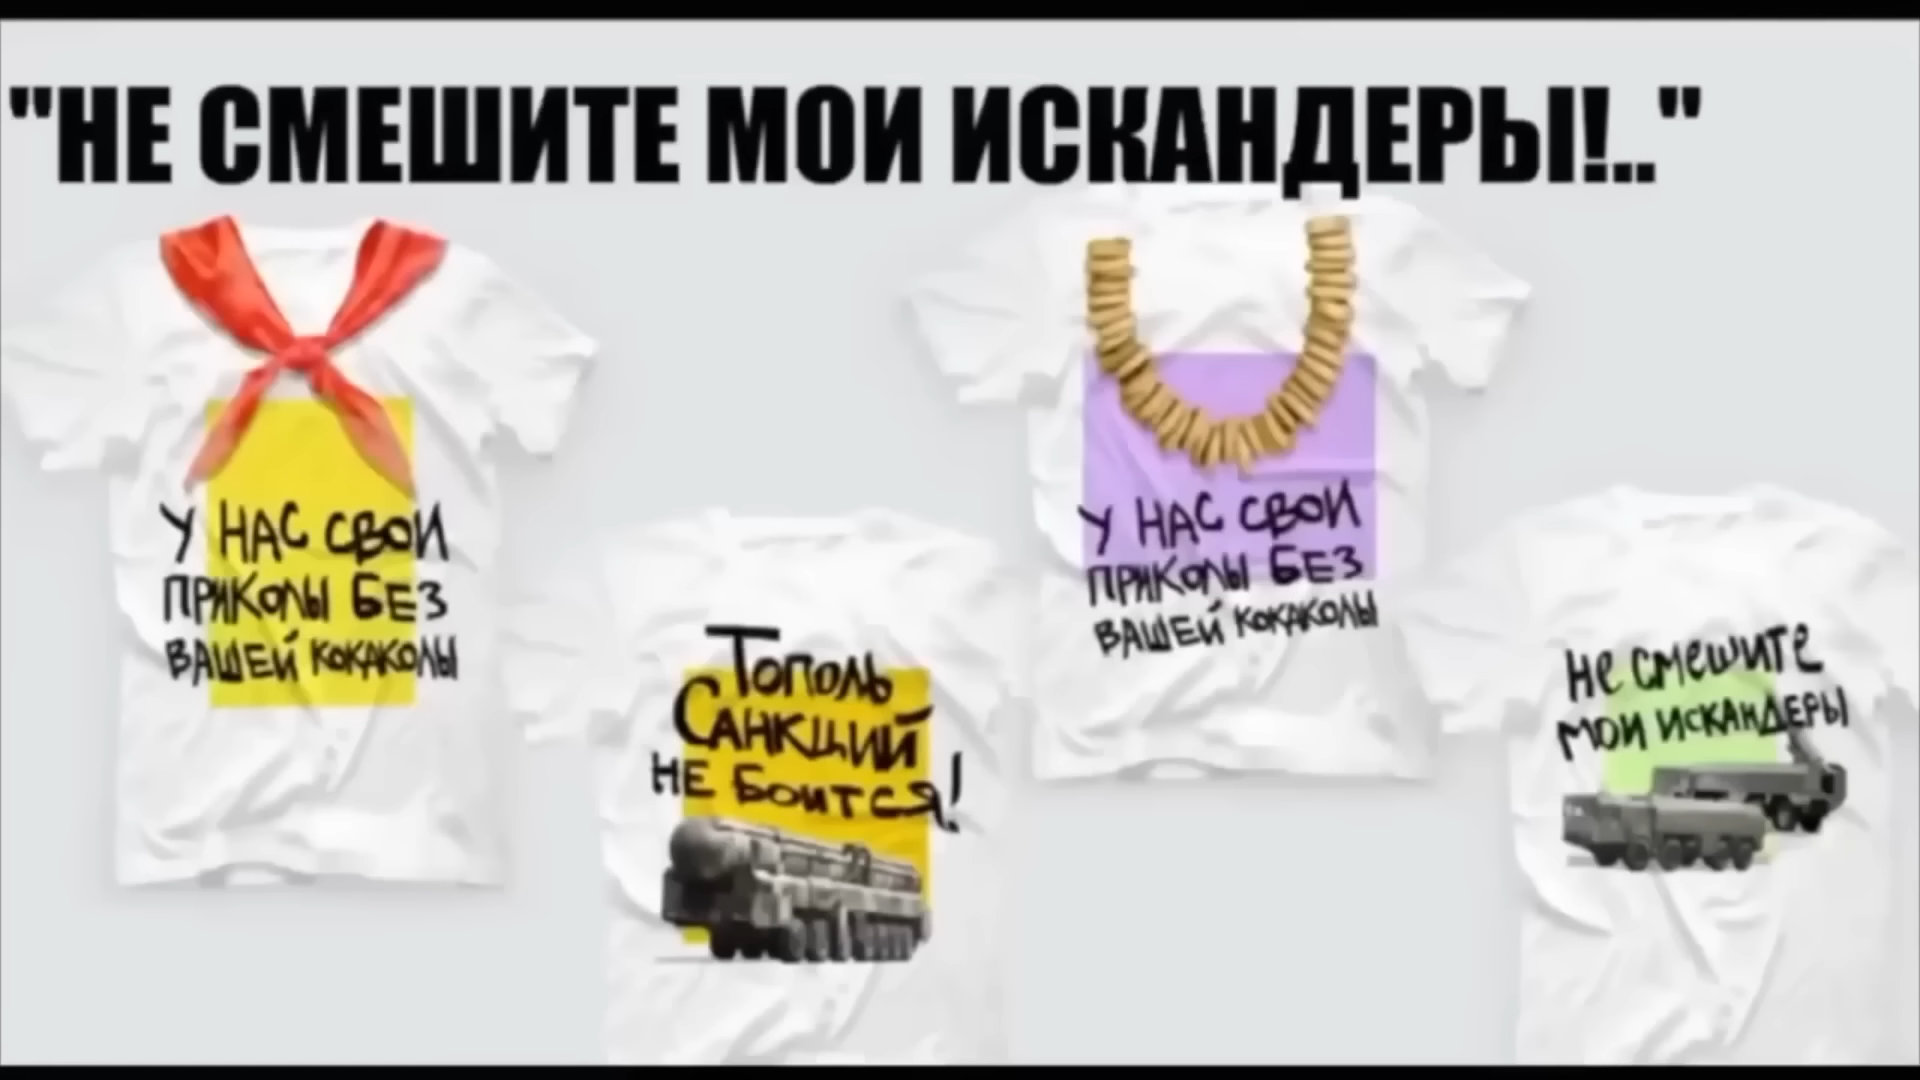 "НЕ СМЕШИТЕ МОИ ИСКАНДЕРЫ!.."
У НАС СВОИ
ПРИКОЛЫ БЕЗ
ВАШЕЙ КОКАКОЛЫ
Тополь
Санкций
не боится!
У НАС СВОИ
ПРИКОЛЫ БЕЗ
ВАШЕЙ КОКАКОЛЫ
Не смешите
мои искандеры